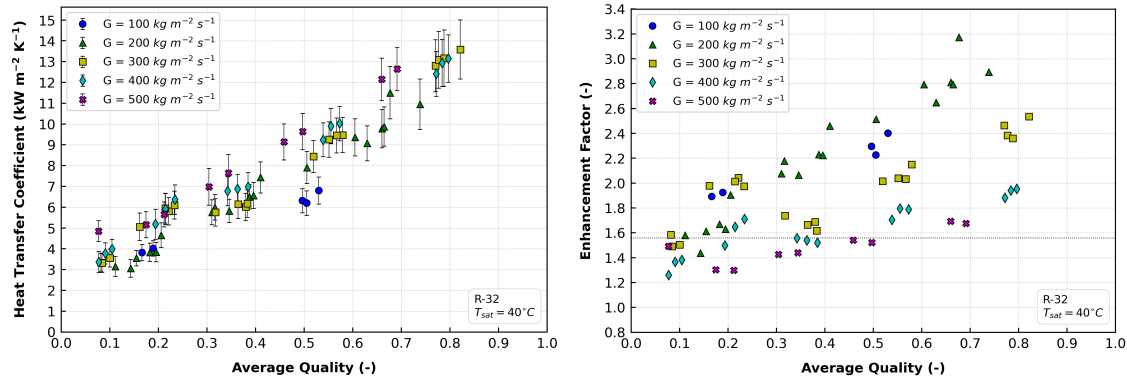 Heat Transfer Coefficient (kW m⁻² K⁻¹)
15
14
13
12
11
10
9
8
7
6
5
4
3
2
1
0
G = 100 kg m⁻² s⁻¹
G = 200 kg m⁻² s⁻¹
G = 300 kg m⁻² s⁻¹
G = 400 kg m⁻² s⁻¹
G = 500 kg m⁻² s⁻¹
R-32
T_sat = 40°C
0.0 0.1 0.2 0.3 0.4 0.5 0.6 0.7 0.8 0.9 1.0
Average Quality (-)
Enhancement Factor (-)
3.4
3.2
3.0
2.8
2.6
2.4
2.2
2.0
1.8
1.6
1.4
1.2
1.0
0.8
G = 100 kg m⁻² s⁻¹
G = 200 kg m⁻² s⁻¹
G = 300 kg m⁻² s⁻¹
G = 400 kg m⁻² s⁻¹
G = 500 kg m⁻² s⁻¹
R-32
T_sat = 40°C
0.0 0.1 0.2 0.3 0.4 0.5 0.6 0.7 0.8 0.9 1.0
Average Quality (-)